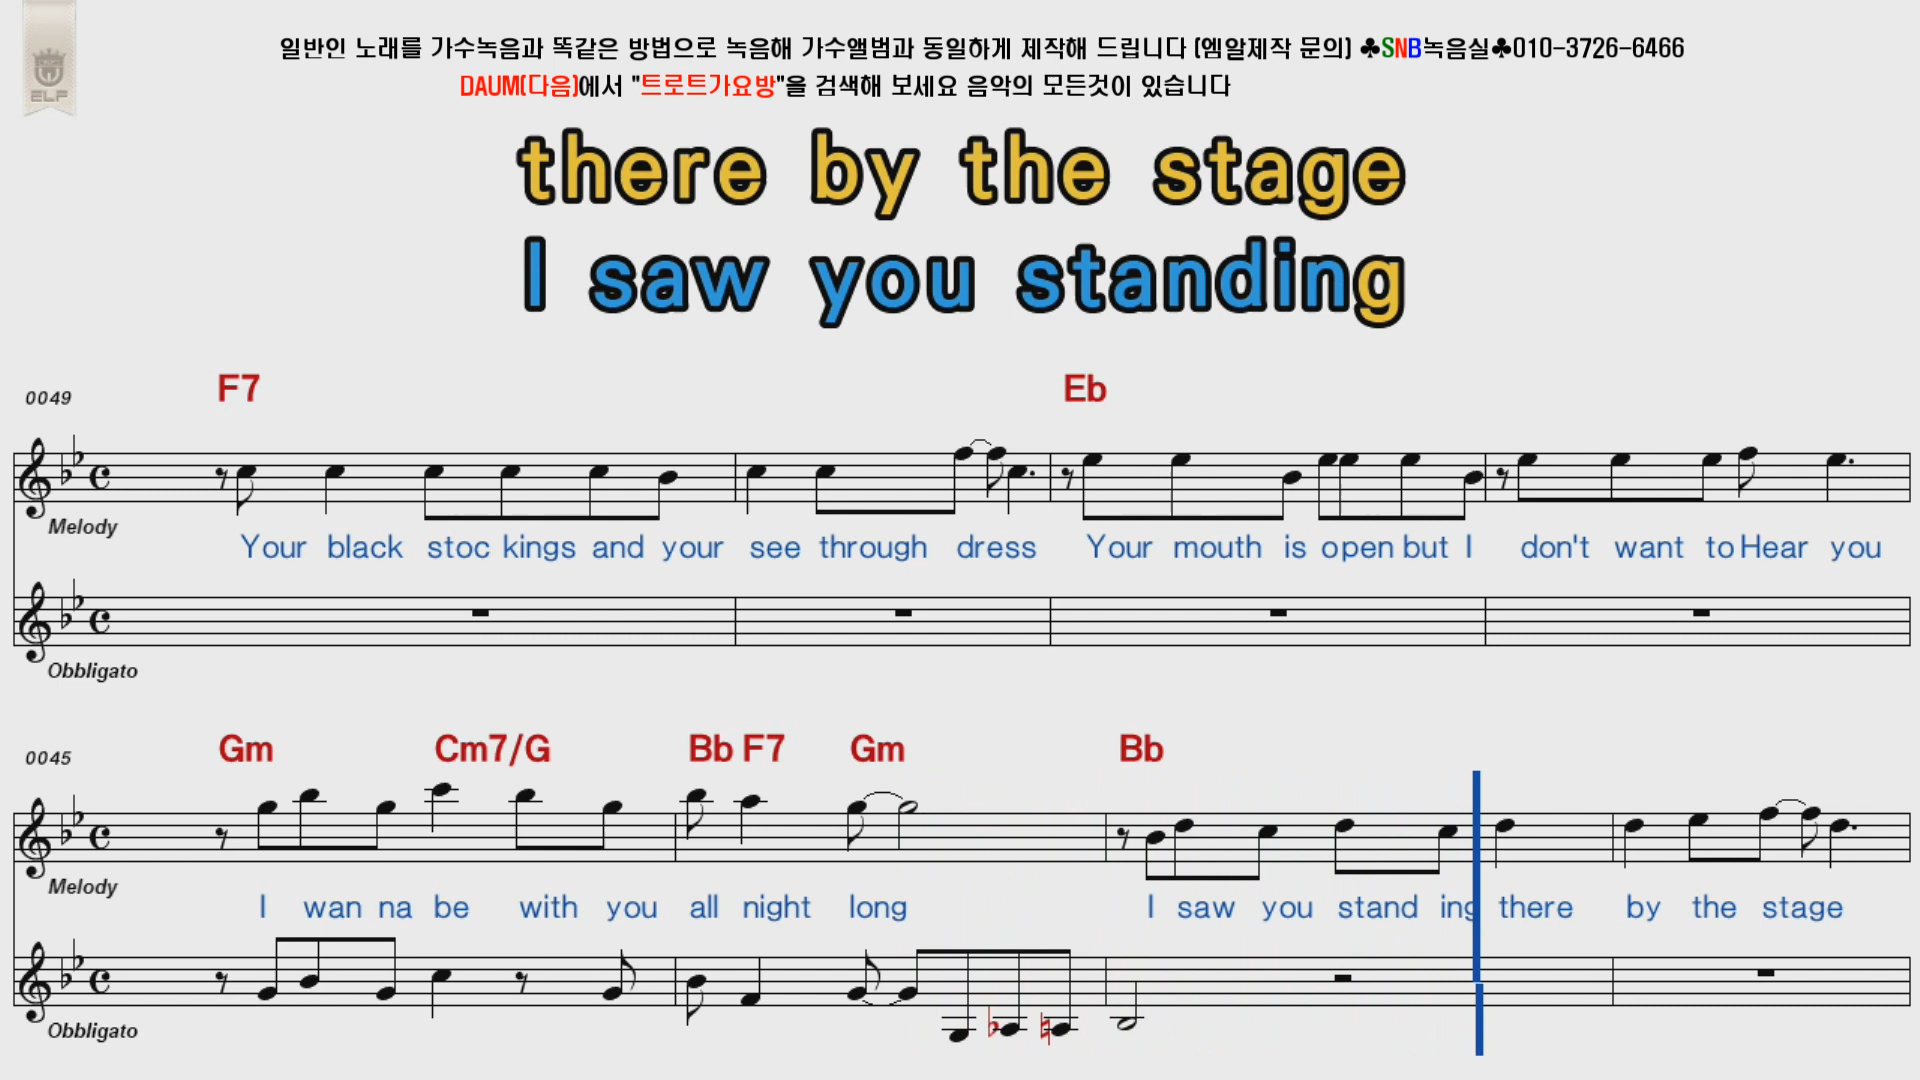 ELF
일반인 노래를 가수녹음과 똑같은 방법으로 녹음해 가수앨범과 동일하게 제작해 드립니다 (엠알제작 문의) ♣SNB녹음실♣010-3726-6466
DAUM(다음)에서 "트로트가요방"을 검색해 보세요 음악의 모든것이 있습니다
there by the stage
I saw you standing
0049 F7 Eb
Melody
Your black stoc kings and your see through dress Your mouth is open but I don't want to Hear you
Obbligato
0045 Gm Cm7/G Bb F7 Gm Bb
Melody
I wan na be with you all night long I saw you stand ing there by the stage
Obbligato